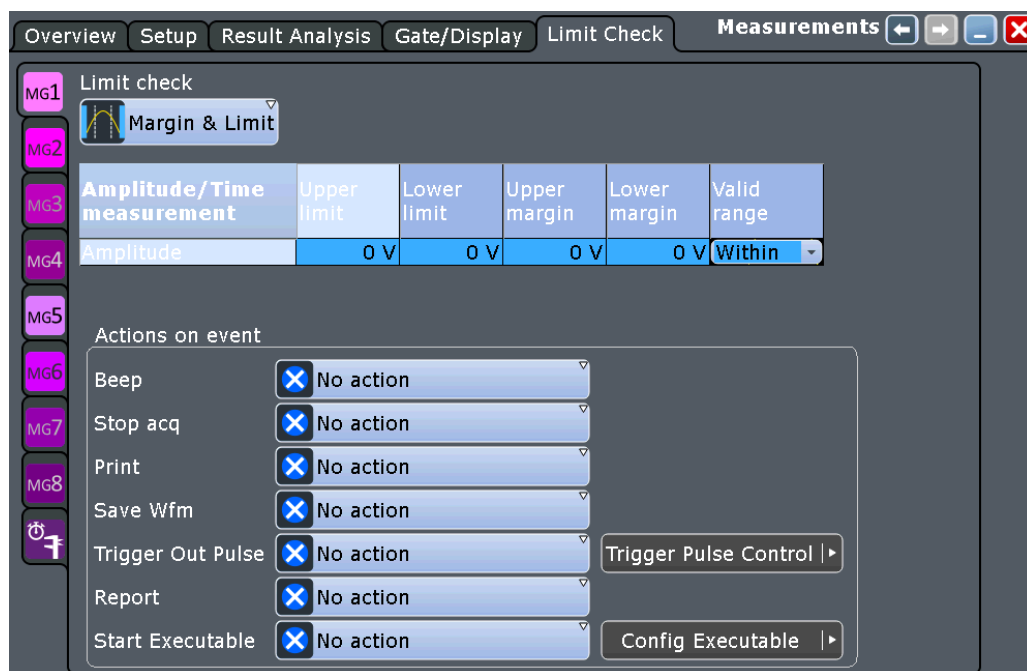 Overview Setup Result Analysis Gate/Display Limit Check Measurements
MG1
MG2
MG3
MG4
MG5
MG6
MG7
MG8
Limit check
Margin & Limit
Amplitude/Time measurement Upper limit Lower limit Upper margin Lower margin Valid range
Amplitude 0 V 0 V 0 V 0 V Within
Actions on event
Beep No action
Stop acq No action
Print No action
Save Wfm No action
Trigger Out Pulse No action Trigger Pulse Control
Report No action
Start Executable No action Config Executable